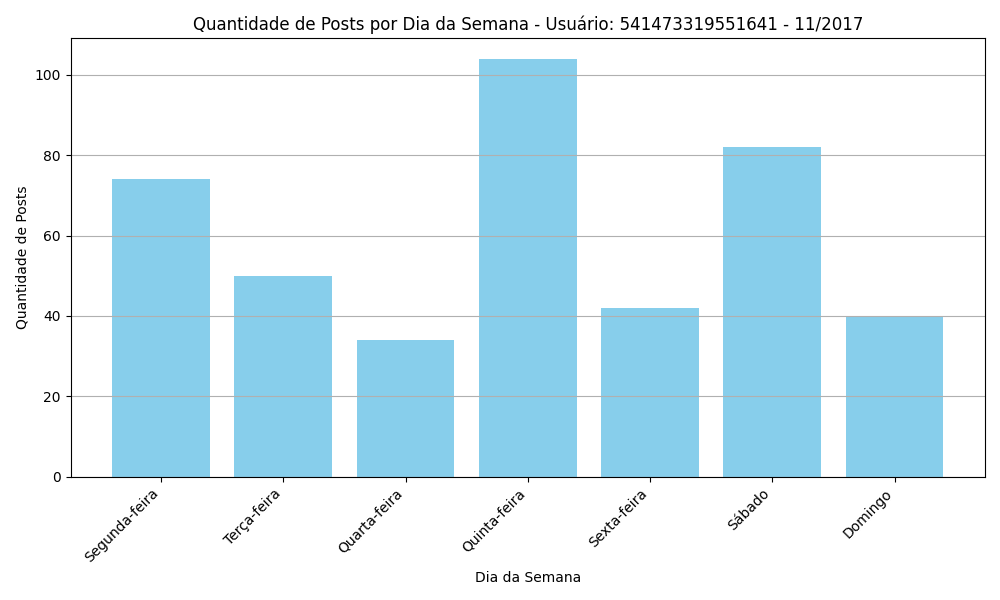 Quantidade de Posts por Dia da Semana - Usuário: 541473319551641 - 11/2017
Quantidade de Posts
100
80
60
40
20
0
Segunda-feira
Terça-feira
Quarta-feira
Quinta-feira
Sexta-feira
Sábado
Domingo
Dia da Semana